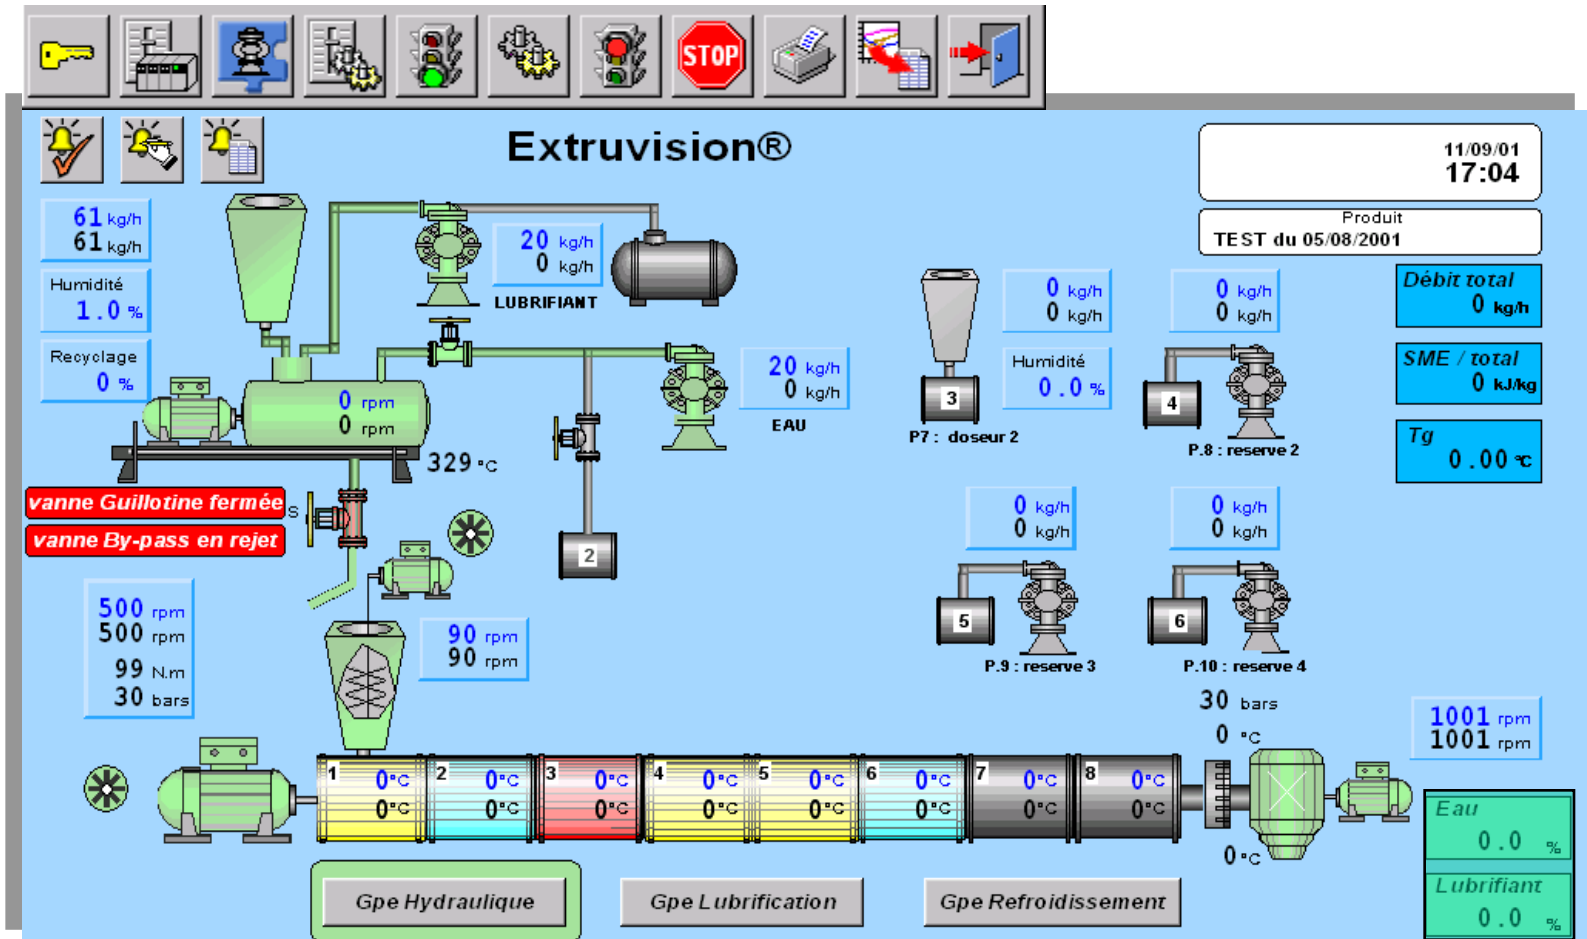 STOP
Extruvision®
11/09/01
17:04
Produit
TEST du 05/08/2001
61 kg/h
61 kg/h
Humidité
1.0 %
Recyclage
0 %
20 kg/h
0 kg/h
LUBRIFIANT
0 rpm
0 rpm
329 °C
20 kg/h
0 kg/h
EAU
2
3
P7 : doseur 2
0 kg/h
0 kg/h
Humidité
0.0 %
0 kg/h
0 kg/h
4
P.8 : reserve 2
Débit total
0 kg/h
SME / total
0 kJ/kg
Tg
0.00 °C
vanne Guillotine fermée
S
vanne By-pass en rejet
0 kg/h
0 kg/h
5
P.9 : reserve 3
0 kg/h
0 kg/h
6
P.10 : reserve 4
500 rpm
500 rpm
99 N.m
30 bars
90 rpm
90 rpm
30 bars
0 °C
1001 rpm
1001 rpm
1 0°C 2 0°C 3 0°C 4 0°C 5 0°C 6 0°C 7 0°C 8 0°C
0°C 0°C 0°C 0°C 0°C 0°C 0°C 0°C
0°C
Eau
0.0 %
Lubrifiant
0.0 %
Gpe Hydraulique
Gpe Lubrification
Gpe Refroidissement